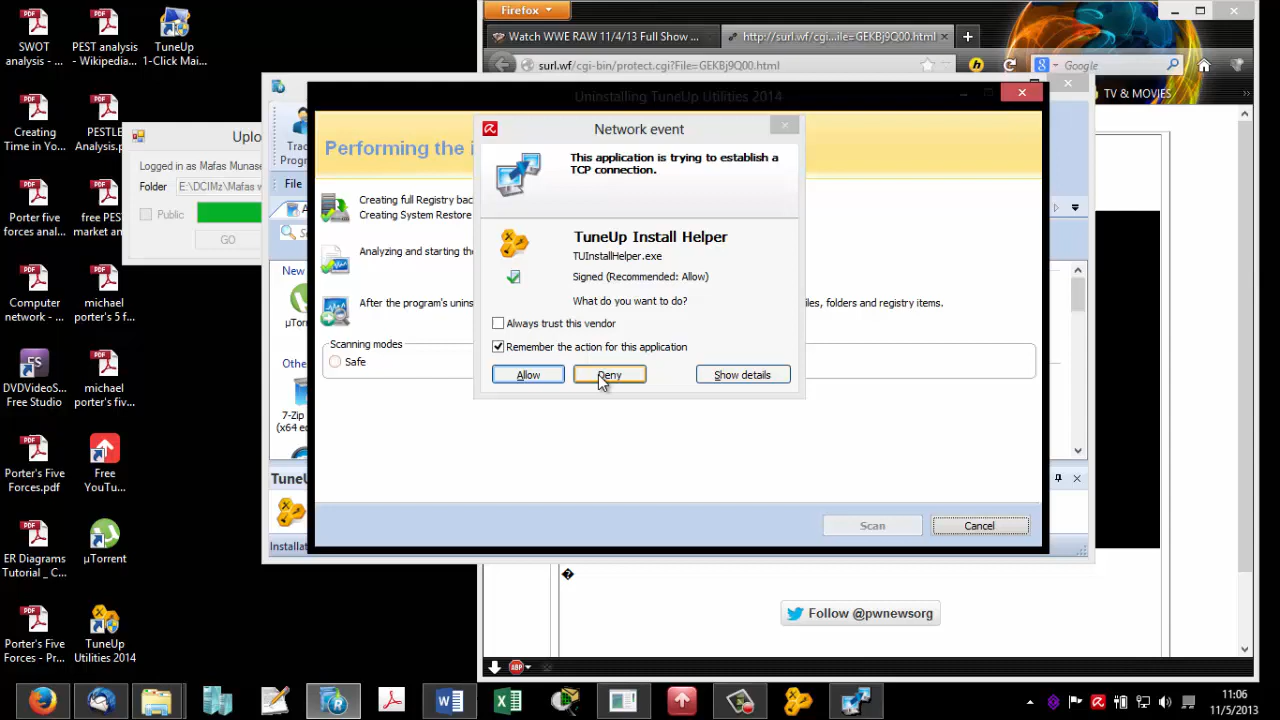 SWOT
analysis - ...
PEST analysis
- Wikipedia...
TuneUp
1-Click Mai...
Creating
Time in Yo...
PESTLE
Analysis.p...
Porter five
forces anal...
free PEST
market an
Computer
network - ...
michael
porter's 5 f...
DVDVideoS...
Free Studio
michael
porter's fiv...
Porter's Five
Forces.pdf
Free
YouTu...
ER Diagrams
Tutorial _ C...
µTorrent
Porter's Five
Forces - Pr...
TuneUp
Utilities 2014
Firefox
Watch WWE RAW 11/4/13 Full Show ...
http://surl.wf/cgi...ile=GEKBj9Q00.html
surl.wf/cgi-bin/protect.cgi?File=GEKBj9Q00.html
Google
TV & MOVIES
Uplo
Logged in as Mafas Munase
Folder
E:\DCIMz\Mafas w
Public
GO
Trac
Progr
File
New
µTorr
Othe
7-Zip
(x64 e
TuneU
Installat
Uninstalling TuneUp Utilities 2014
Performing the i
Creating full Registry bac
Creating System Restore
Analyzing and starting the
After the program's unins
files, folders and registry items.
Scanning modes
Safe
Scan
Cancel
Network event
This application is trying to establish a
TCP connection.
TuneUp Install Helper
TUInstallHelper.exe
Signed (Recommended: Allow)
What do you want to do?
Always trust this vendor
Remember the action for this application
Allow
Deny
Show details
Follow @pwnewsorg
ABP
11:06
11/5/2013